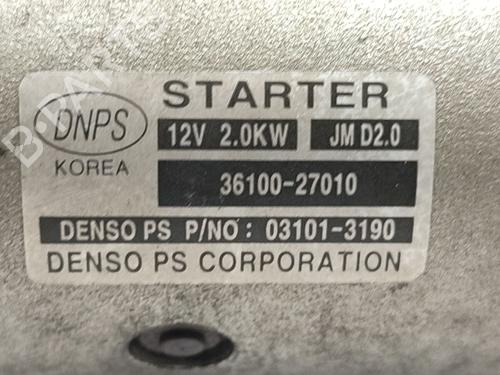 STARTER
DNPS
KOREA
12V 2.0KW JM D2.0
36100-27010
DENSO PS P/NO: 03101-3190
DENSO PS CORPORATION
B-PARTS